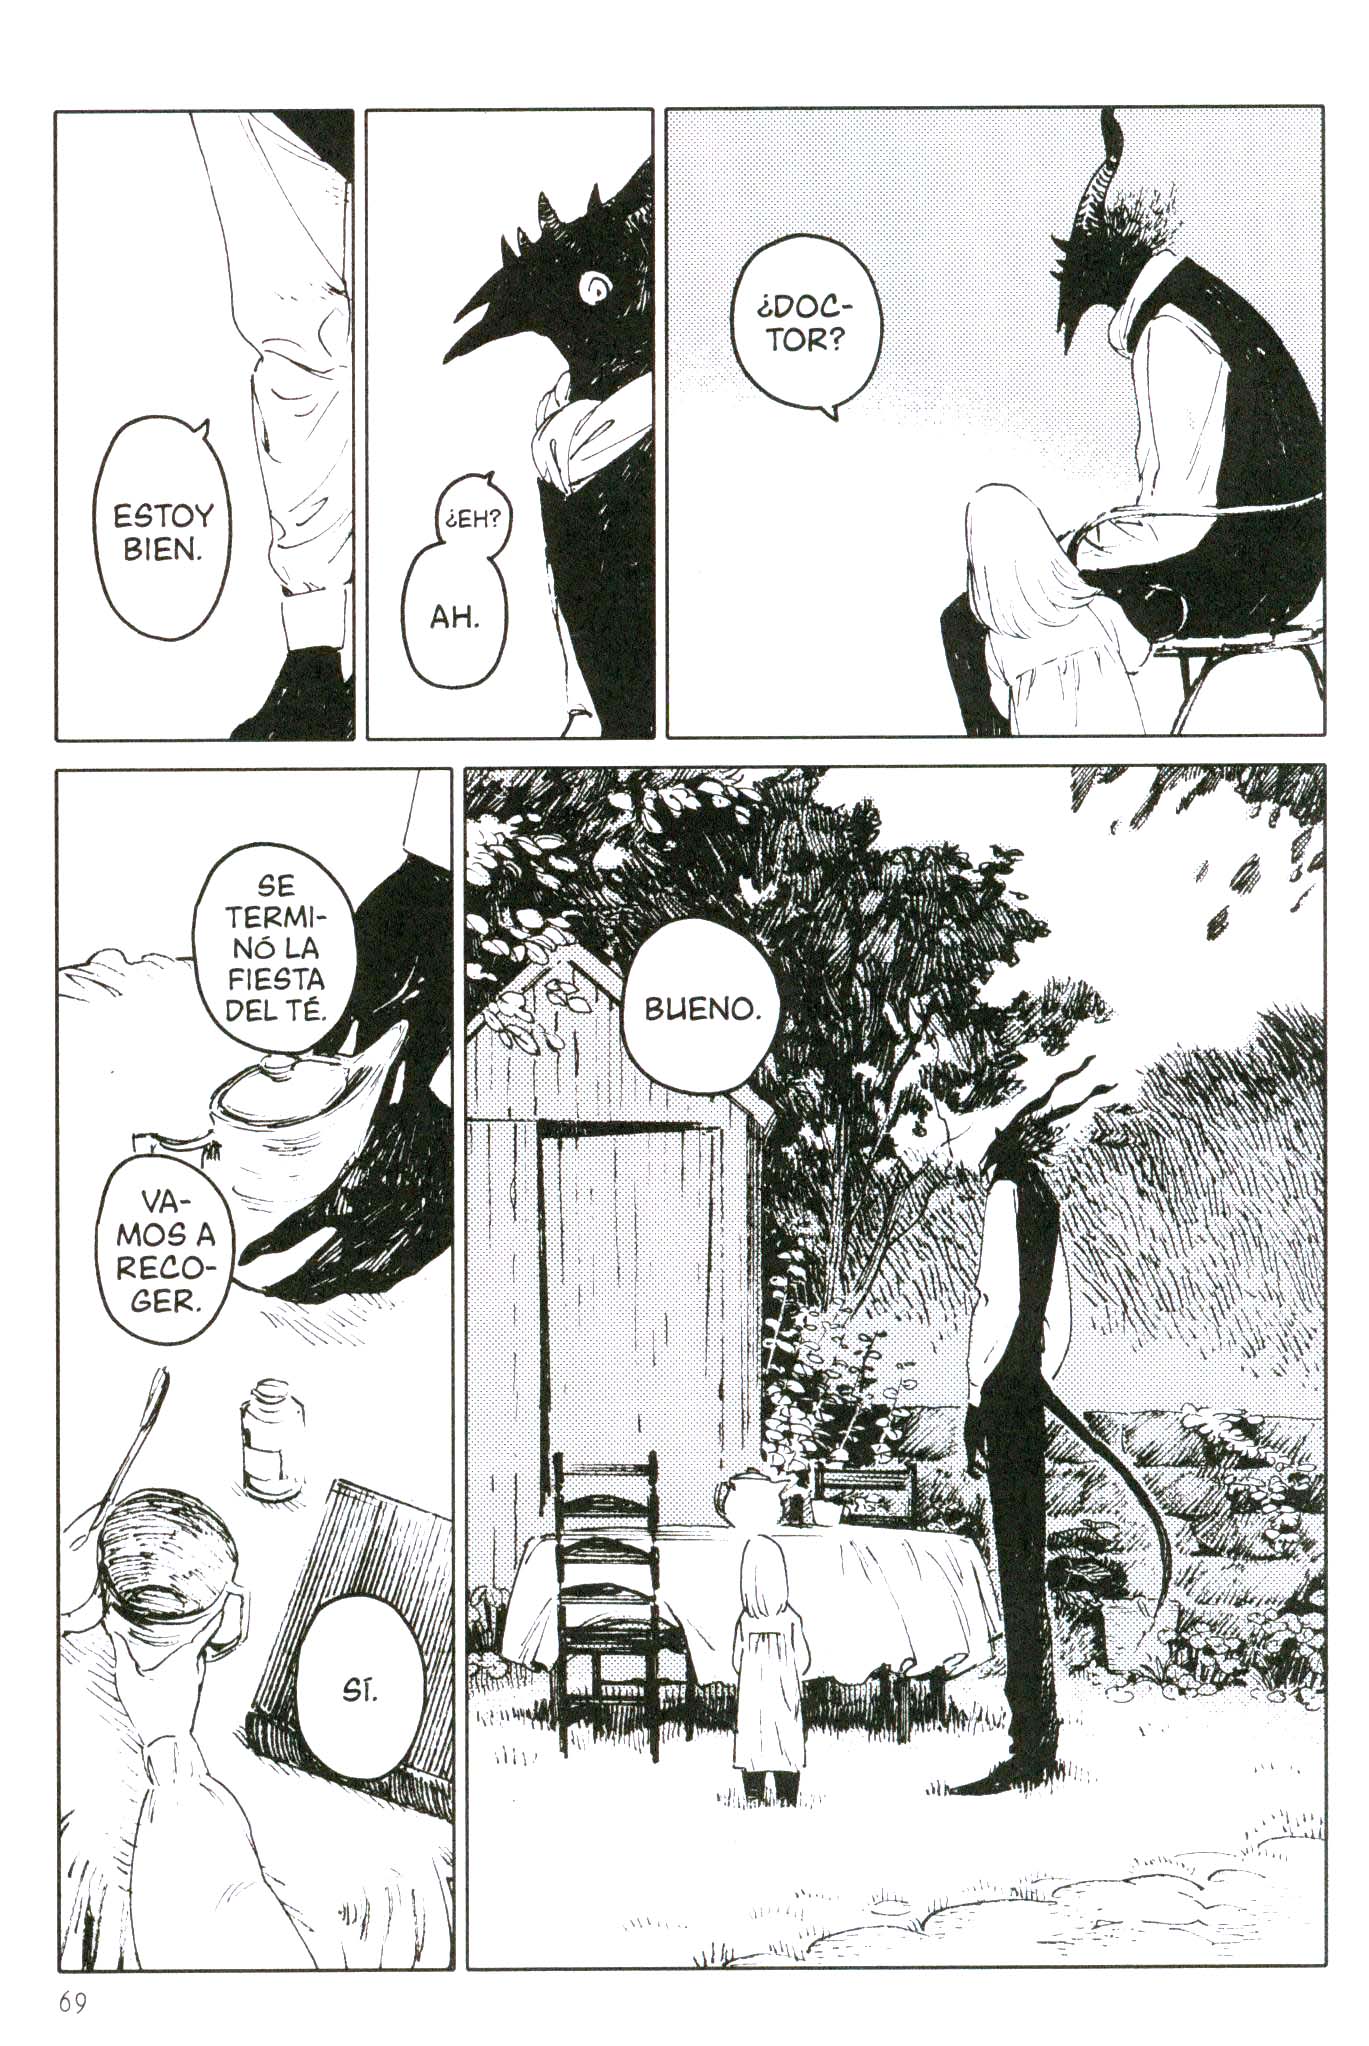 ¿DOC-
TOR?
¿EH?
AH.
ESTOY
BIEN.
BUENO.
SE
TERMI-
NÓ LA
FIESTA
DEL TÉ.
VA-
MOS A
RECO-
GER.
SÍ.
69